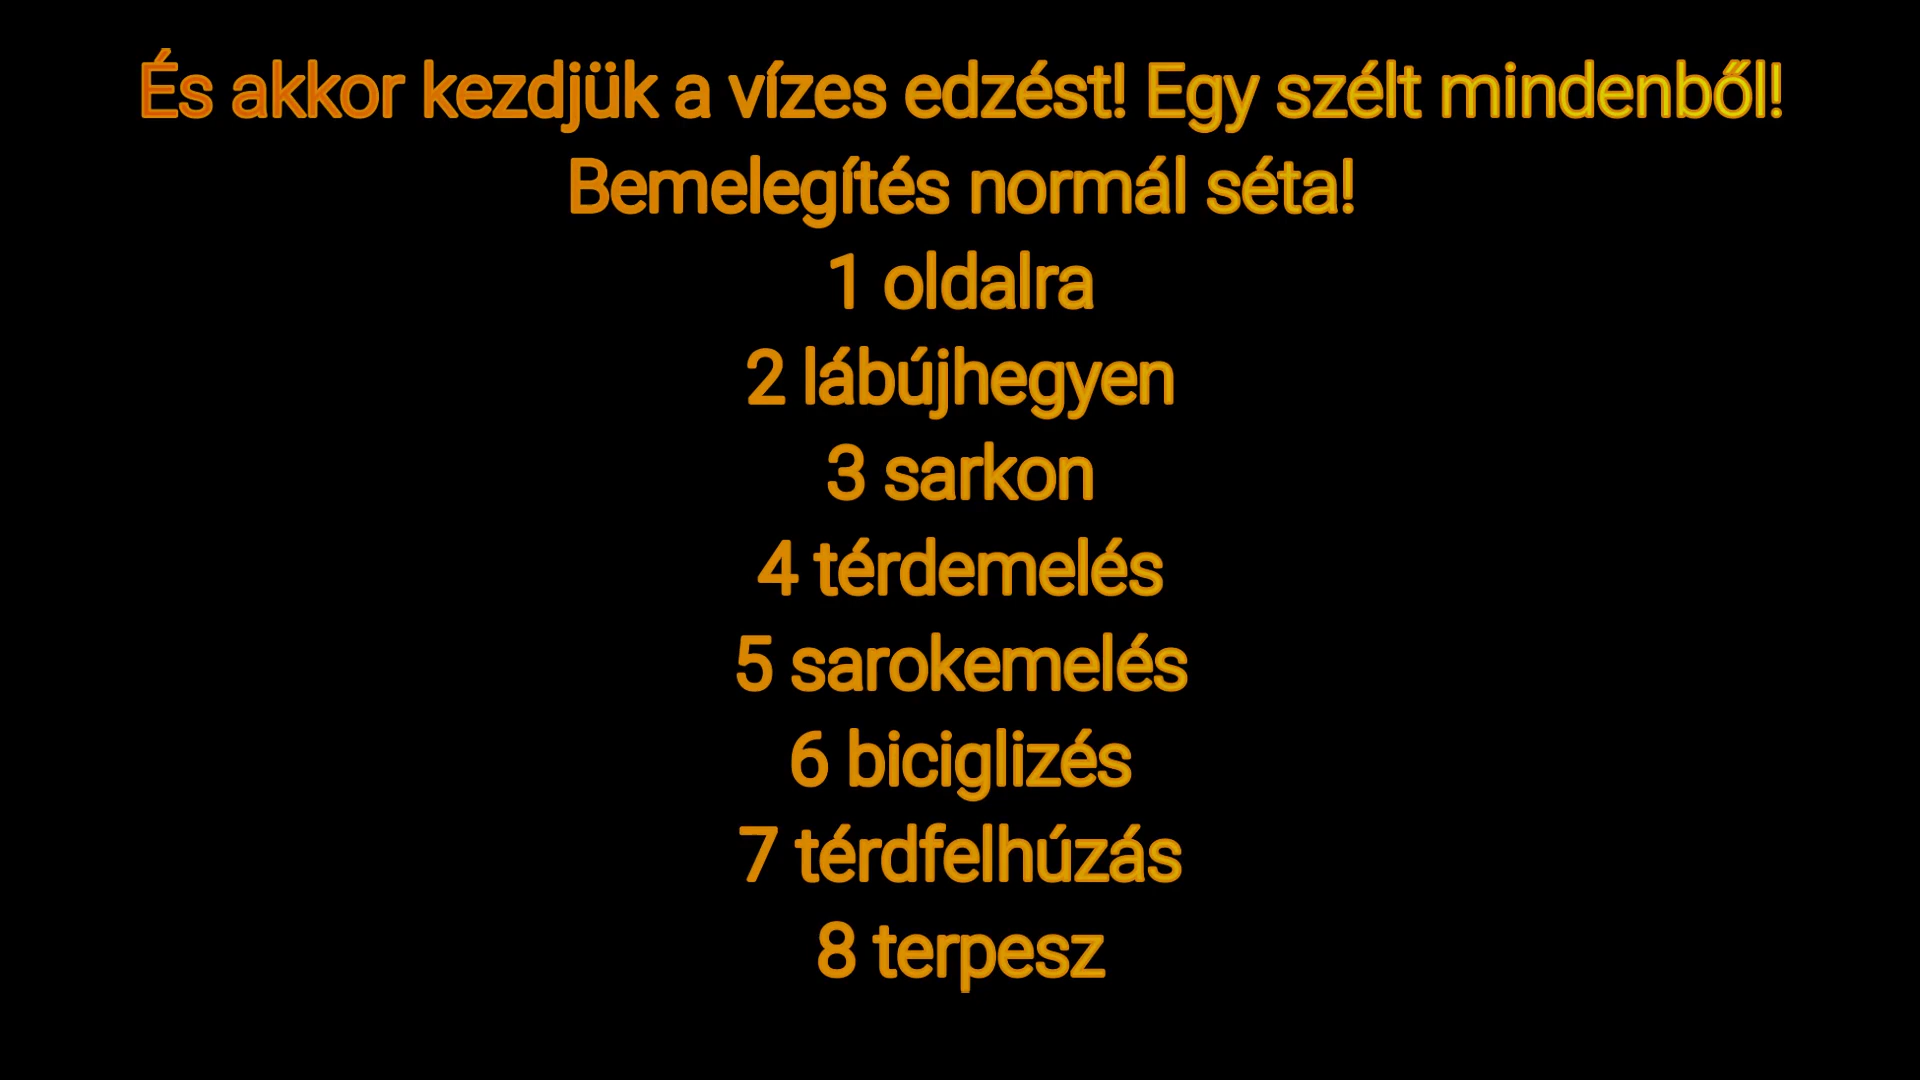 És akkor kezdjük a vízes edzést! Egy szélt mindenből!
Bemelegítés normál séta!
1 oldalra
2 lábújhegyen
3 sarkon
4 térdemelés
5 sarokemelés
6 biciglizés
7 térdfelhúzás
8 terpesz